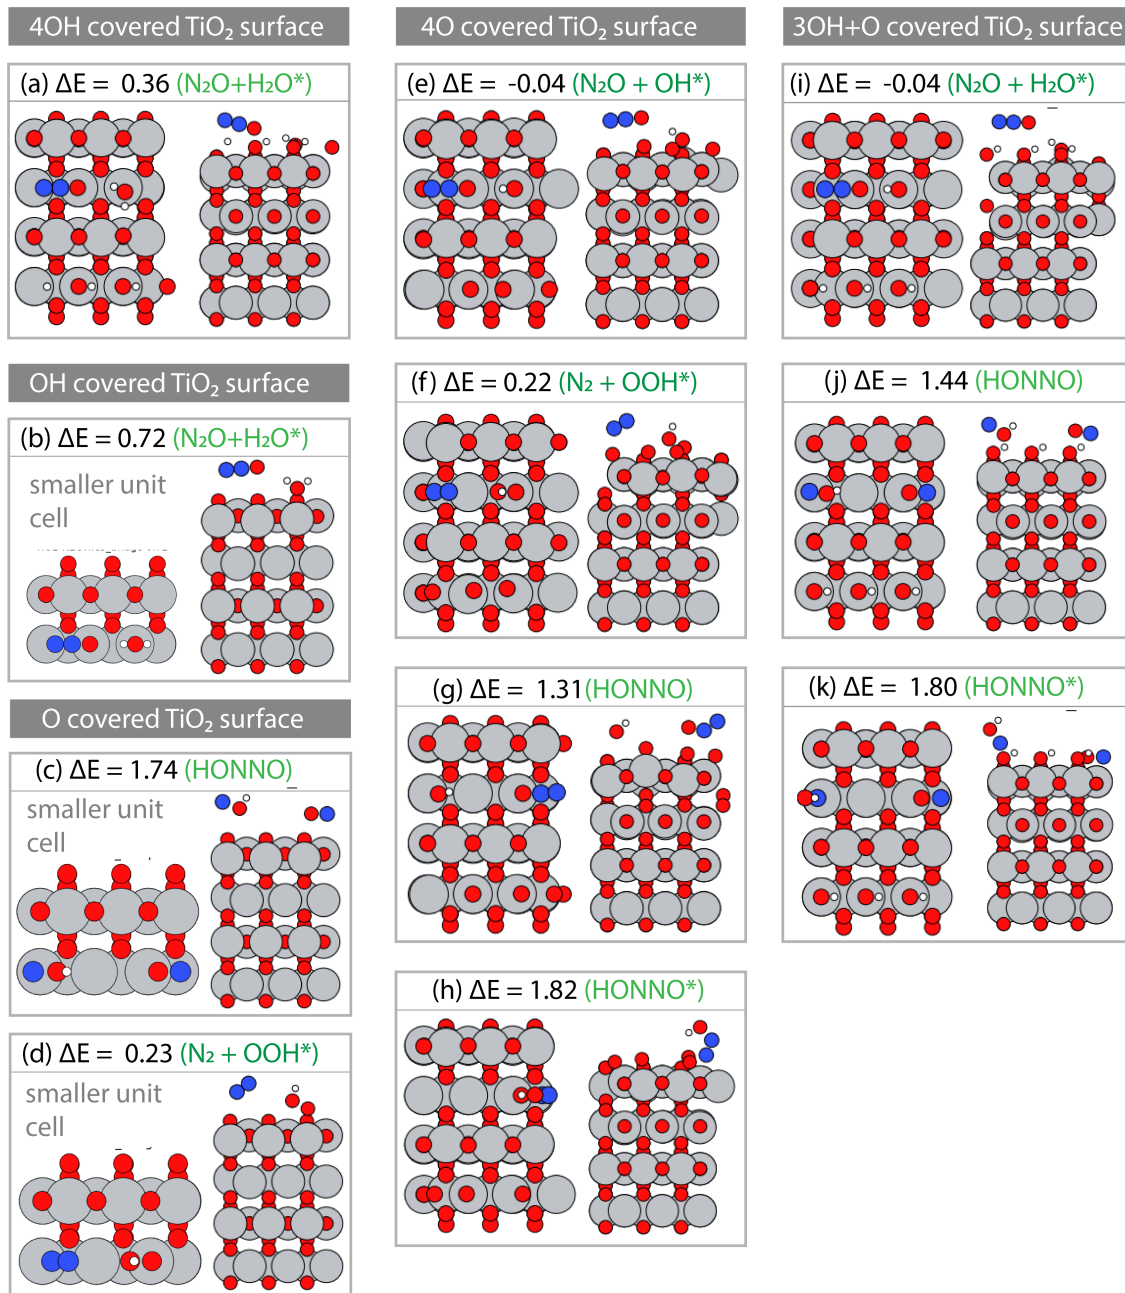 4OH covered TiO₂ surface
(a) ΔE = 0.36 (N₂O+H₂O*)
OH covered TiO₂ surface
(b) ΔE = 0.72 (N₂O+H₂O*)
smaller unit
cell
O covered TiO₂ surface
(c) ΔE = 1.74 (HONNO)
smaller unit
cell
(d) ΔE = 0.23 (N₂ + OOH*)
smaller unit
cell
4O covered TiO₂ surface
(e) ΔE = -0.04 (N₂O + OH*)
(f) ΔE = 0.22 (N₂ + OOH*)
(g) ΔE = 1.31(HONNO)
(h) ΔE = 1.82 (HONNO*)
3OH+O covered TiO₂ surface
(i) ΔE = -0.04 (N₂O + H₂O*)
(j) ΔE = 1.44 (HONNO)
(k) ΔE = 1.80 (HONNO*)